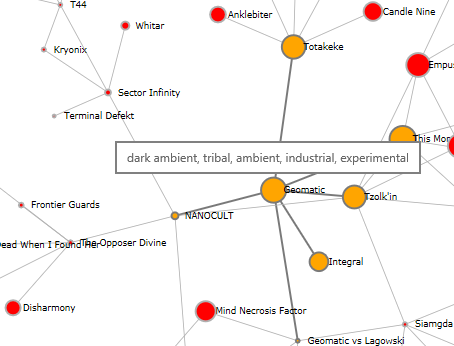 T44
Anklebiter
Candle Nine
Whitar
Kryonix
Totakeke
Empu
Sector Infinity
Terminal Defekt
This Mor
dark ambient, tribal, ambient, industrial, experimental
Geomatic
Tzolk'in
Frontier Guards
NANOCULT
Dead When I Found Her
The Opposer Divine
Integral
Disharmony
Mind Necrosis Factor
Siamgda
Geomatic vs Lagowski